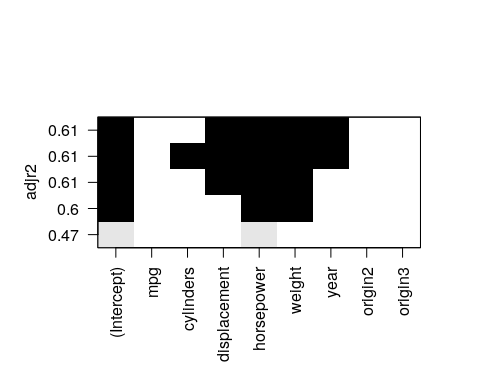 adjr2
0.61
0.61
0.61
0.6
0.47
(Intercept)
mpg
cylinders
displacement
horsepower
weight
year
origin2
origin3